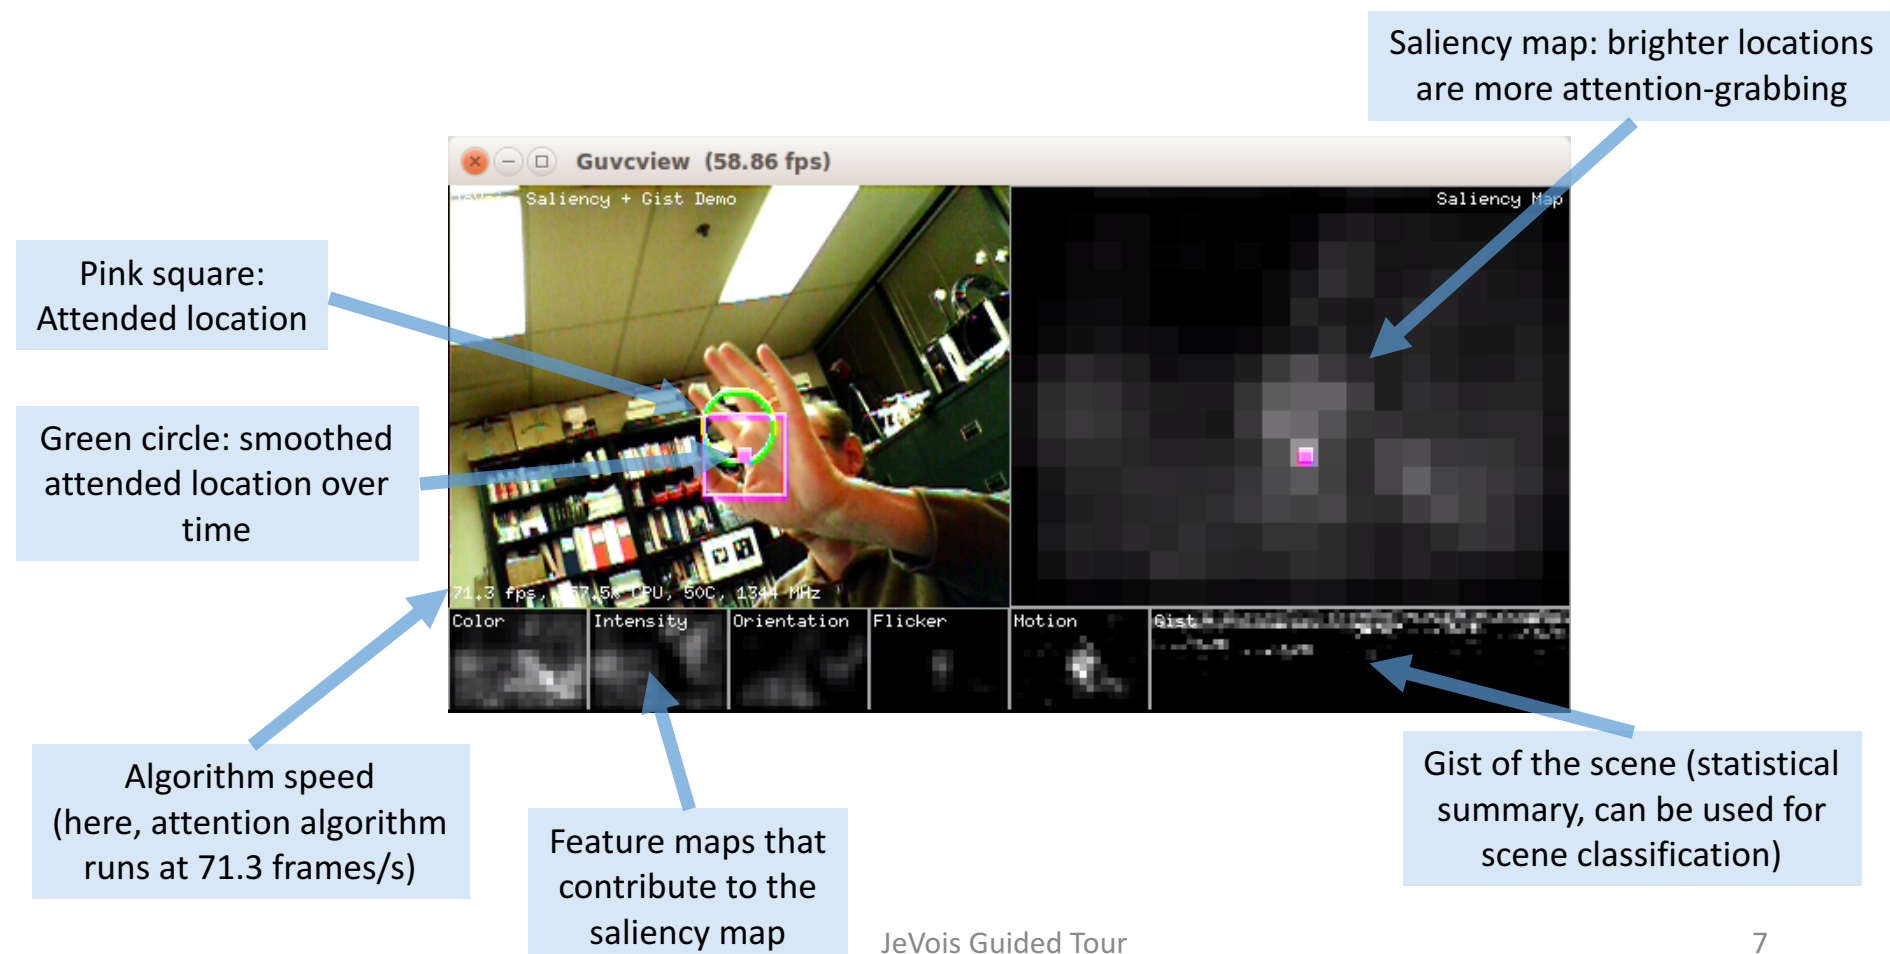 Saliency map: brighter locations
are more attention-grabbing
Guvcview (58.86 fps)
Saliency + Gist Demo
Saliency Map
Pink square:
Attended location
Green circle: smoothed
attended location over
time
71.3 fps, CPU, 50C, 1344 MHz
Color
Intensity
Orientation
Flicker
Motion
Gist
Algorithm speed
(here, attention algorithm
runs at 71.3 frames/s)
Feature maps that
contribute to the
saliency map
Gist of the scene (statistical
summary, can be used for
scene classification)
JeVois Guided Tour
7